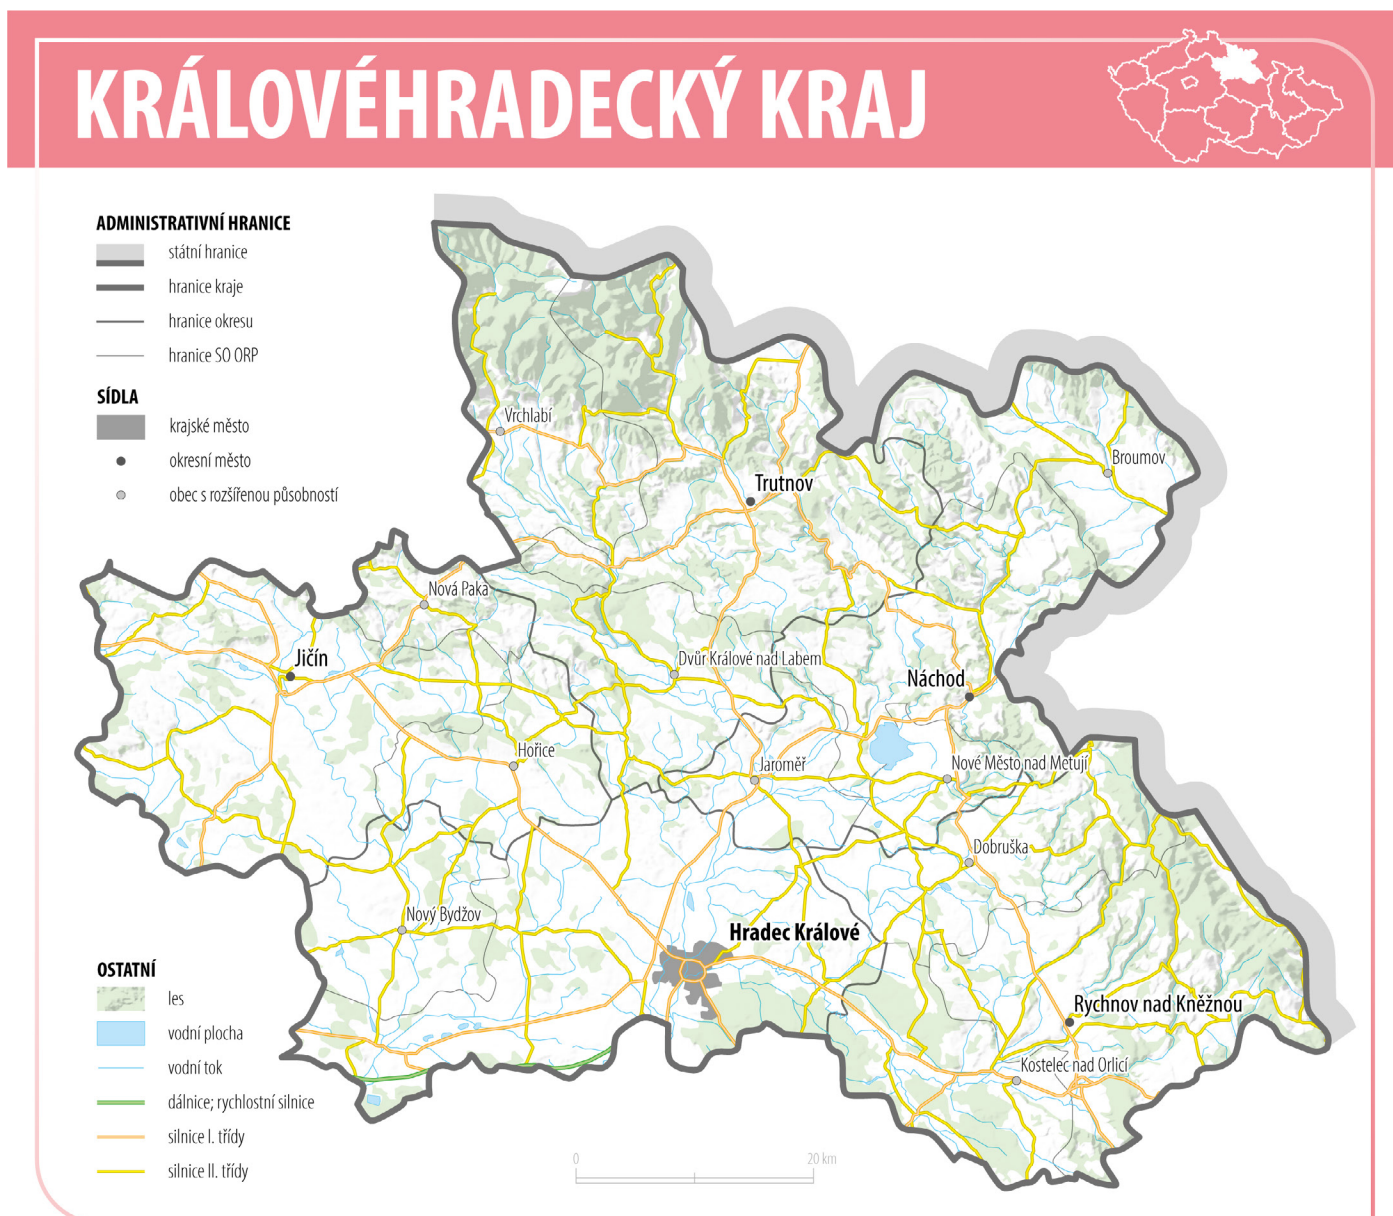 KRÁLOVÉHRADECKÝ KRAJ
ADMINISTRATIVNÍ HRANICE
státní hranice
hranice kraje
hranice okresu
hranice SO ORP
SÍDLA
krajské město
okresní město
obec s rozšířenou působností
Vrchlabí
Broumov
Trutnov
Nová Paka
Jičín
Dvůr Králové nad Labem
Náchod
Hořice
Jaroměř
Nové Město nad Metují
Dobruška
Nový Bydžov
Hradec Králové
Rychnov nad Kněžnou
Kostelec nad Orlicí
OSTATNÍ
les
vodní plocha
vodní tok
dálnice; rychlostní silnice
silnice I. třídy
silnice II. třídy
0
20 km